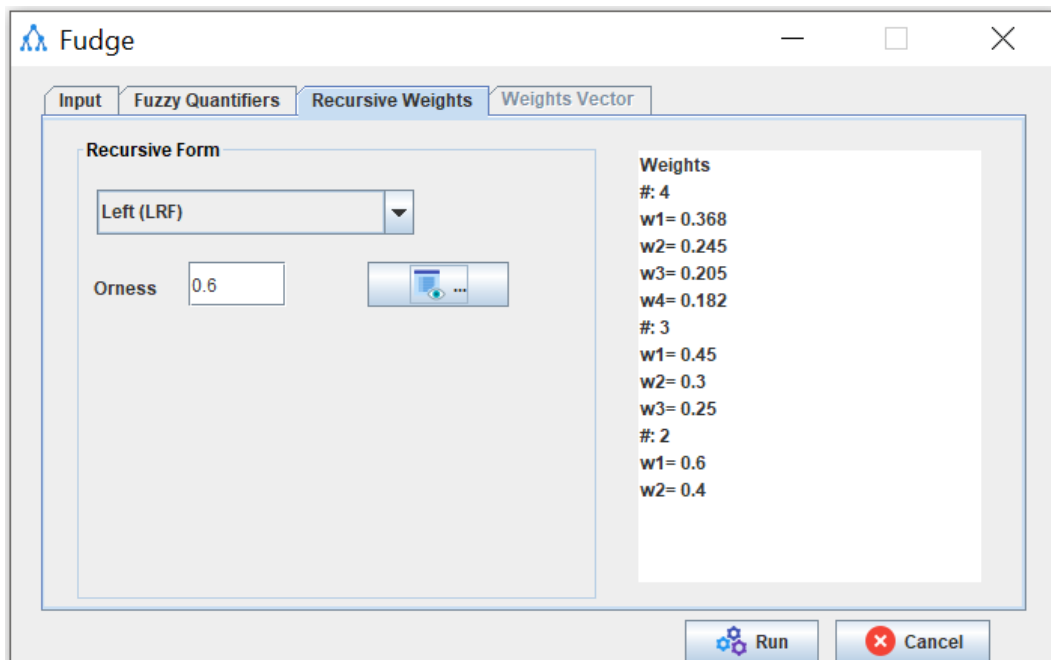 Fudge
Input Fuzzy Quantifiers Recursive Weights Weights Vector
Recursive Form
Left (LRF)
Orness 0.6 ...
Weights
#: 4
w1= 0.368
w2= 0.245
w3= 0.205
w4= 0.182
#: 3
w1= 0.45
w2= 0.3
w3= 0.25
#: 2
w1= 0.6
w2= 0.4
Run Cancel